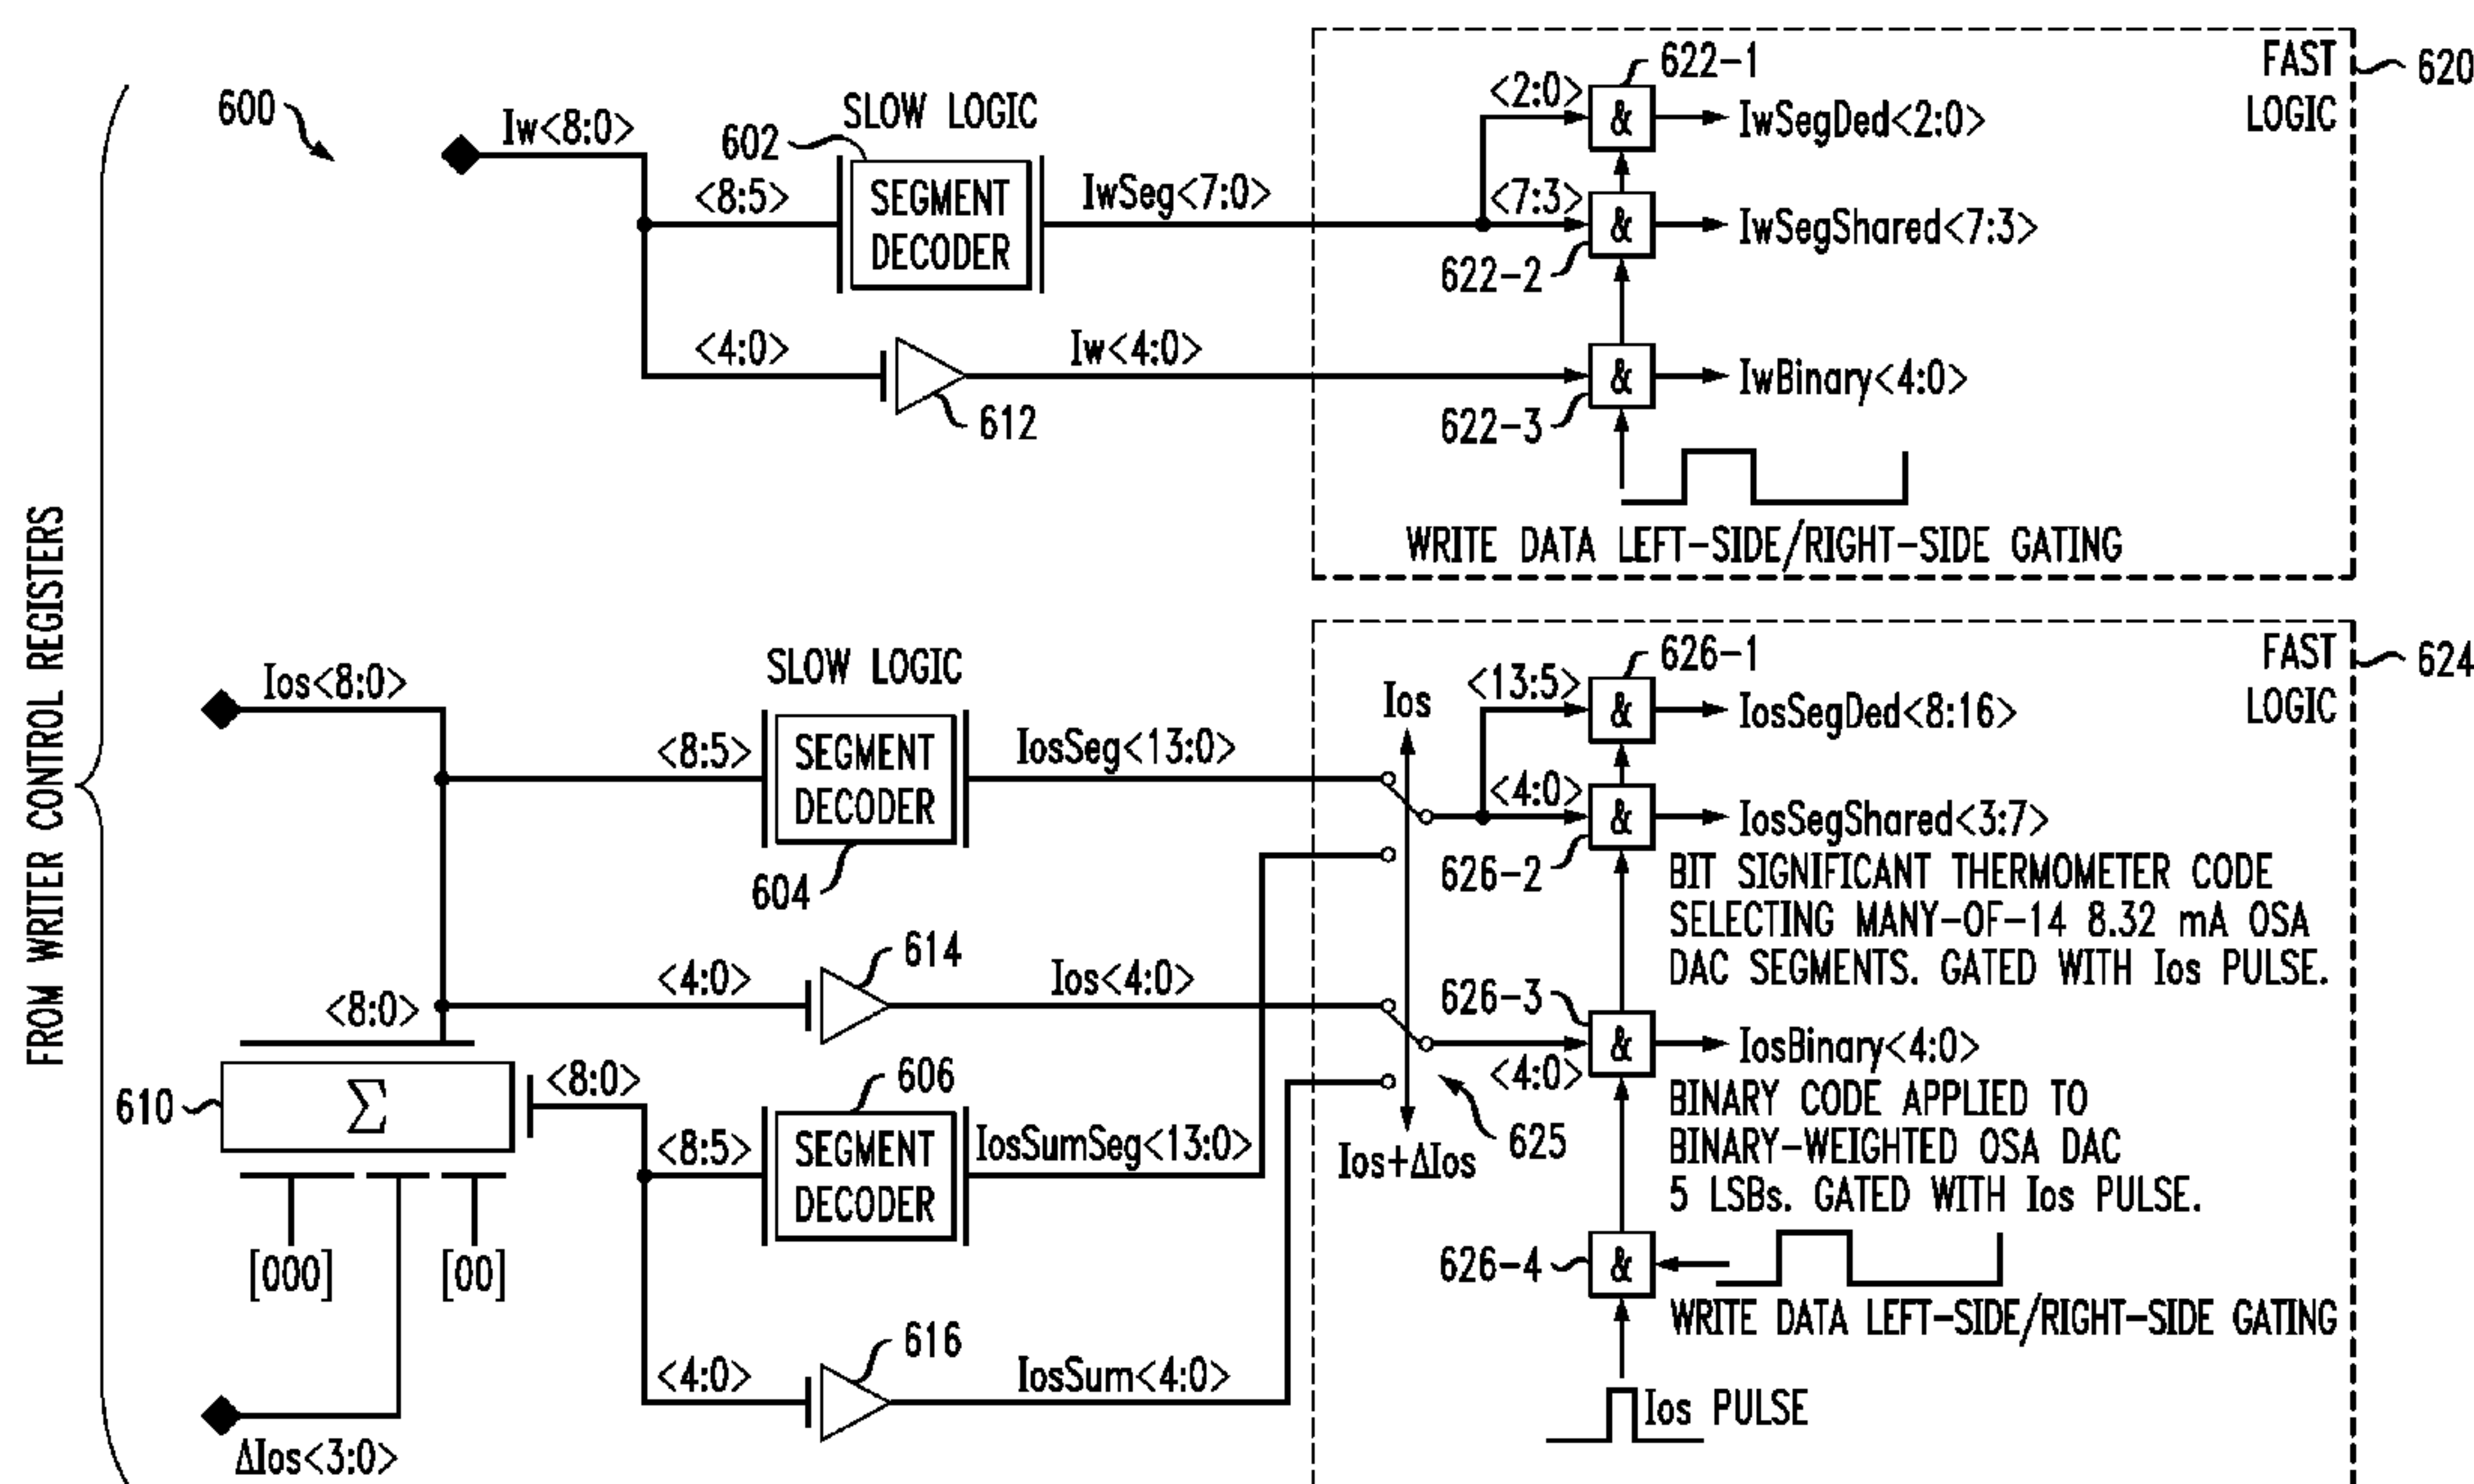 FROM WRITER CONTROL REGISTERS
600
Iw<8:0>
602
SLOW LOGIC
<8:5>
SEGMENT
DECODER
IwSeg<7:0>
<4:0>
612
Iw<4:0>
FAST
LOGIC
620
622-1
<2:0>
&
IwSegDed<2:0>
<7:3>
&
IwSegShared<7:3>
622-2
&
IwBinary<4:0>
622-3
WRITE DATA LEFT-SIDE/RIGHT-SIDE GATING
Ios<8:0>
SLOW LOGIC
<8:5>
SEGMENT
DECODER
604
IosSeg<13:0>
<4:0>
614
Ios<4:0>
<8:0>
610
Σ
<8:0>
<8:5>
606
SEGMENT
DECODER
IosSumSeg<13:0>
[000]
[00]
<4:0>
616
IosSum<4:0>
ΔIos<3:0>
FAST
LOGIC
624
Ios
Ios+ΔIos
625
626-1
<13:5>
&
IosSegDed<8:16>
<4:0>
&
IosSegShared<3:7>
626-2
BIT SIGNIFICANT THERMOMETER CODE
SELECTING MANY-OF-14 8.32 mA OSA
DAC SEGMENTS. GATED WITH Ios PULSE.
626-3
<4:0>
&
IosBinary<4:0>
BINARY CODE APPLIED TO
BINARY-WEIGHTED OSA DAC
5 LSBs. GATED WITH Ios PULSE.
626-4
&
WRITE DATA LEFT-SIDE/RIGHT-SIDE GATING
Ios PULSE